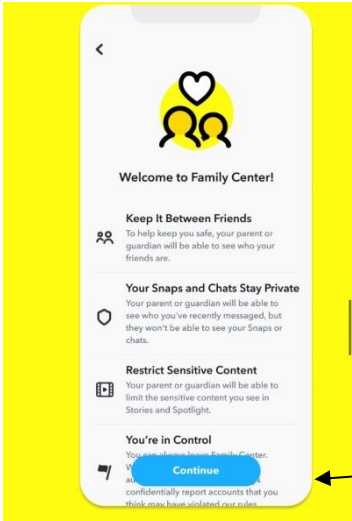 Welcome to Family Center!
Keep It Between Friends
To help keep you safe, your parent or
guardian will be able to see who your
friends are.
Your Snaps and Chats Stay Private
Your parent or guardian will be able to
see who you've recently messaged, but
they won't be able to see your Snaps or
chats.
Restrict Sensitive Content
Your parent or guardian will be able to
limit the sensitive content you see in
Stories and Spotlight.
You're in Control
You can always leave Family Center.
Continue
confidentially report accounts that you
think may have violated our rules